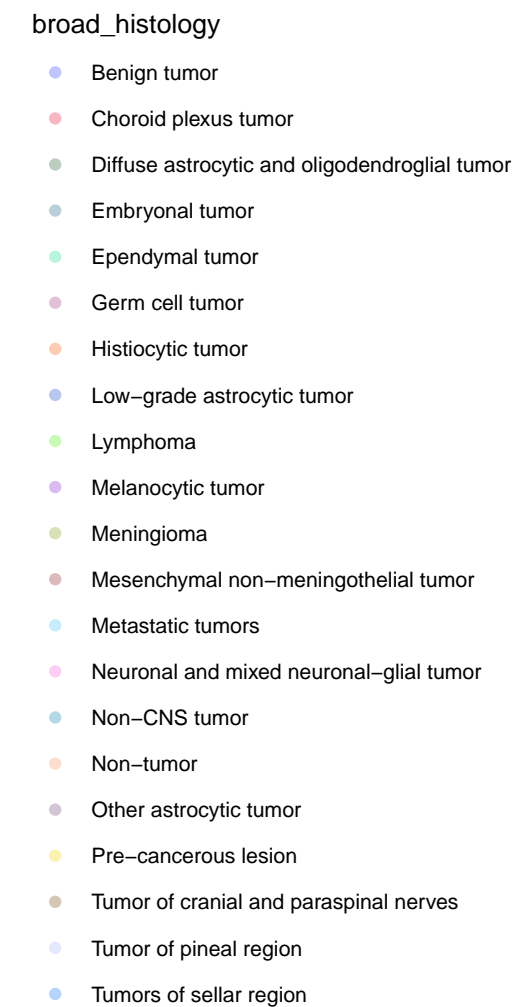 broad_histology
Benign tumor
Choroid plexus tumor
Diffuse astrocytic and oligodendroglial tumor
Embryonal tumor
Ependymal tumor
Germ cell tumor
Histiocytic tumor
Low−grade astrocytic tumor
Lymphoma
Melanocytic tumor
Meningioma
Mesenchymal non−meningothelial tumor
Metastatic tumors
Neuronal and mixed neuronal−glial tumor
Non−CNS tumor
Non−tumor
Other astrocytic tumor
Pre−cancerous lesion
Tumor of cranial and paraspinal nerves
Tumor of pineal region
Tumors of sellar region